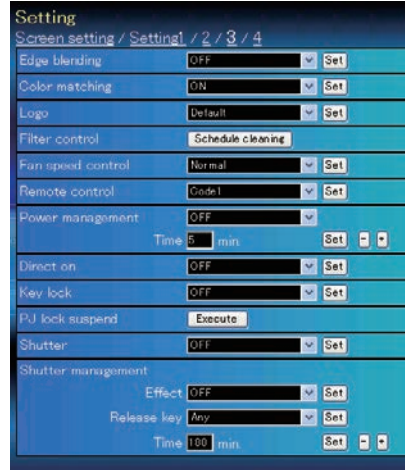 Setting
Screen setting / Setting1 / 2 / 3 / 4
Edge blending OFF Set
Color matching ON Set
Logo Default Set
Filter control Schedule cleaning
Fan speed control Normal Set
Remote control Code1 Set
Power management OFF
Time 5 min. Set - +
Direct on OFF Set
Key lock OFF Set
PJ lock suspend Execute
Shutter OFF Set
Shutter management
Effect OFF Set
Release key Any Set
Time 180 min. Set - +